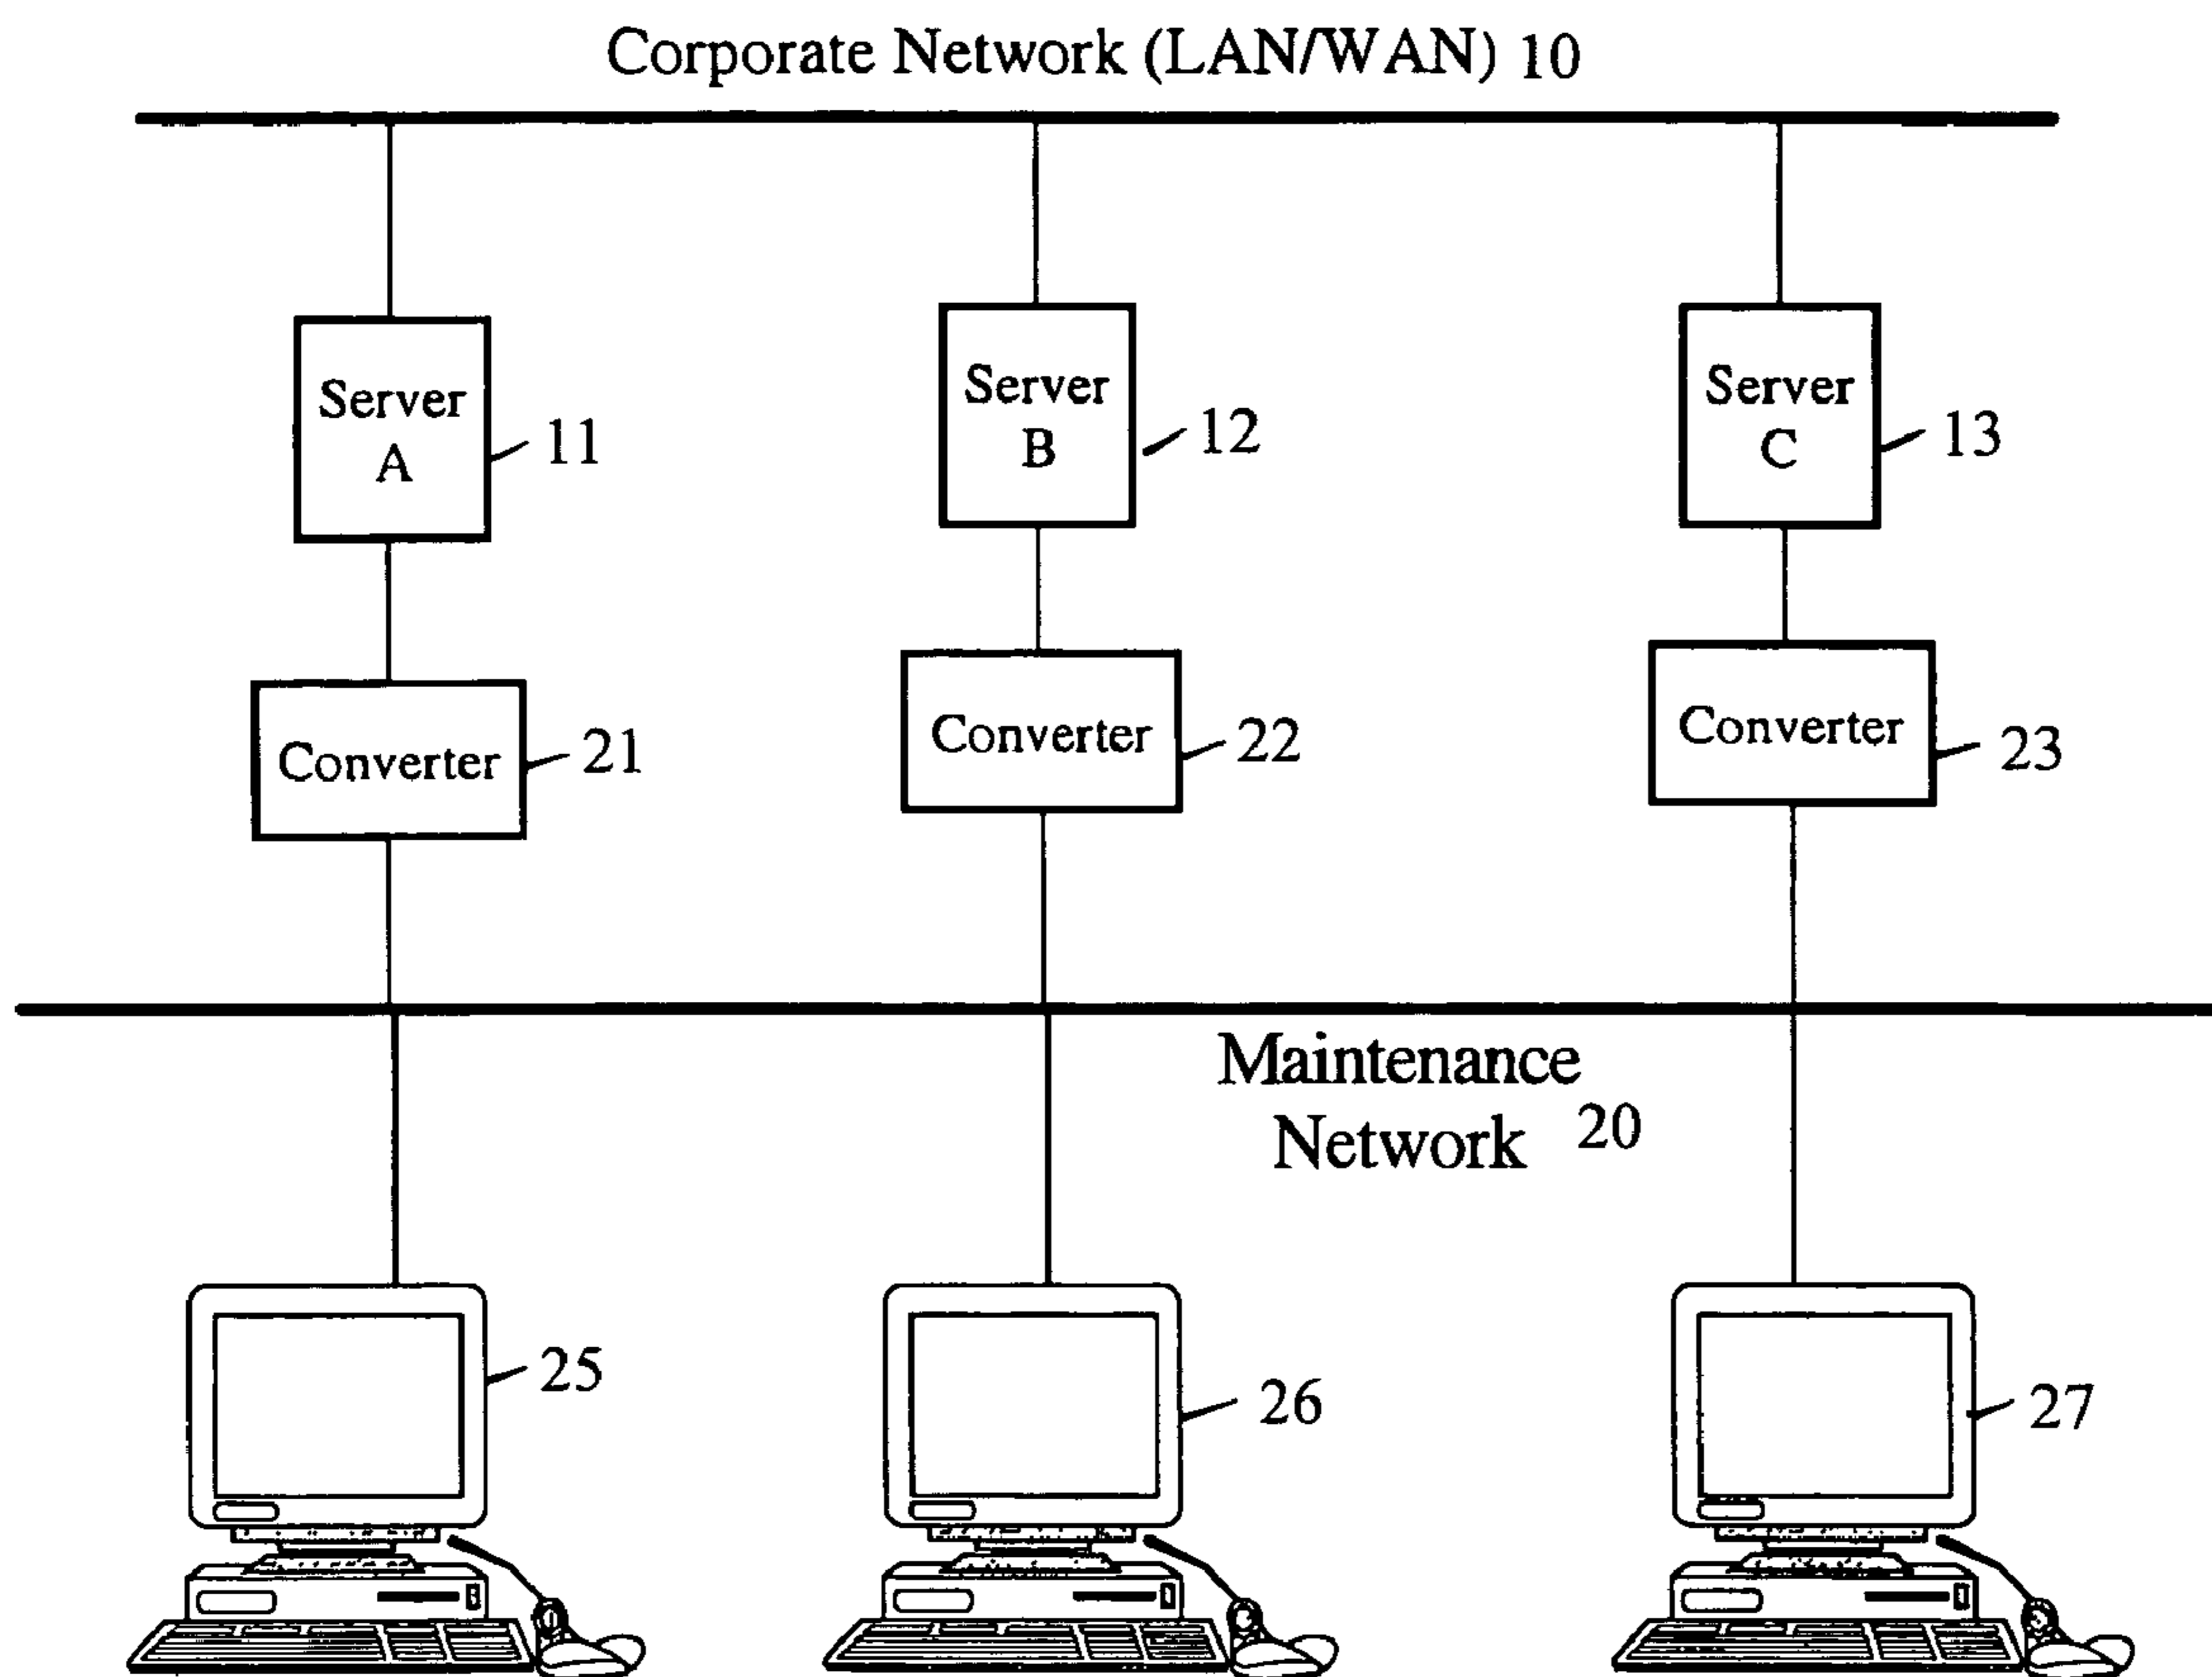 Corporate Network (LAN/WAN) 10
Server
A
11
Server
B
12
Server
C
13
Converter
21
Converter
22
Converter
23
Maintenance
Network 20
25
26
27